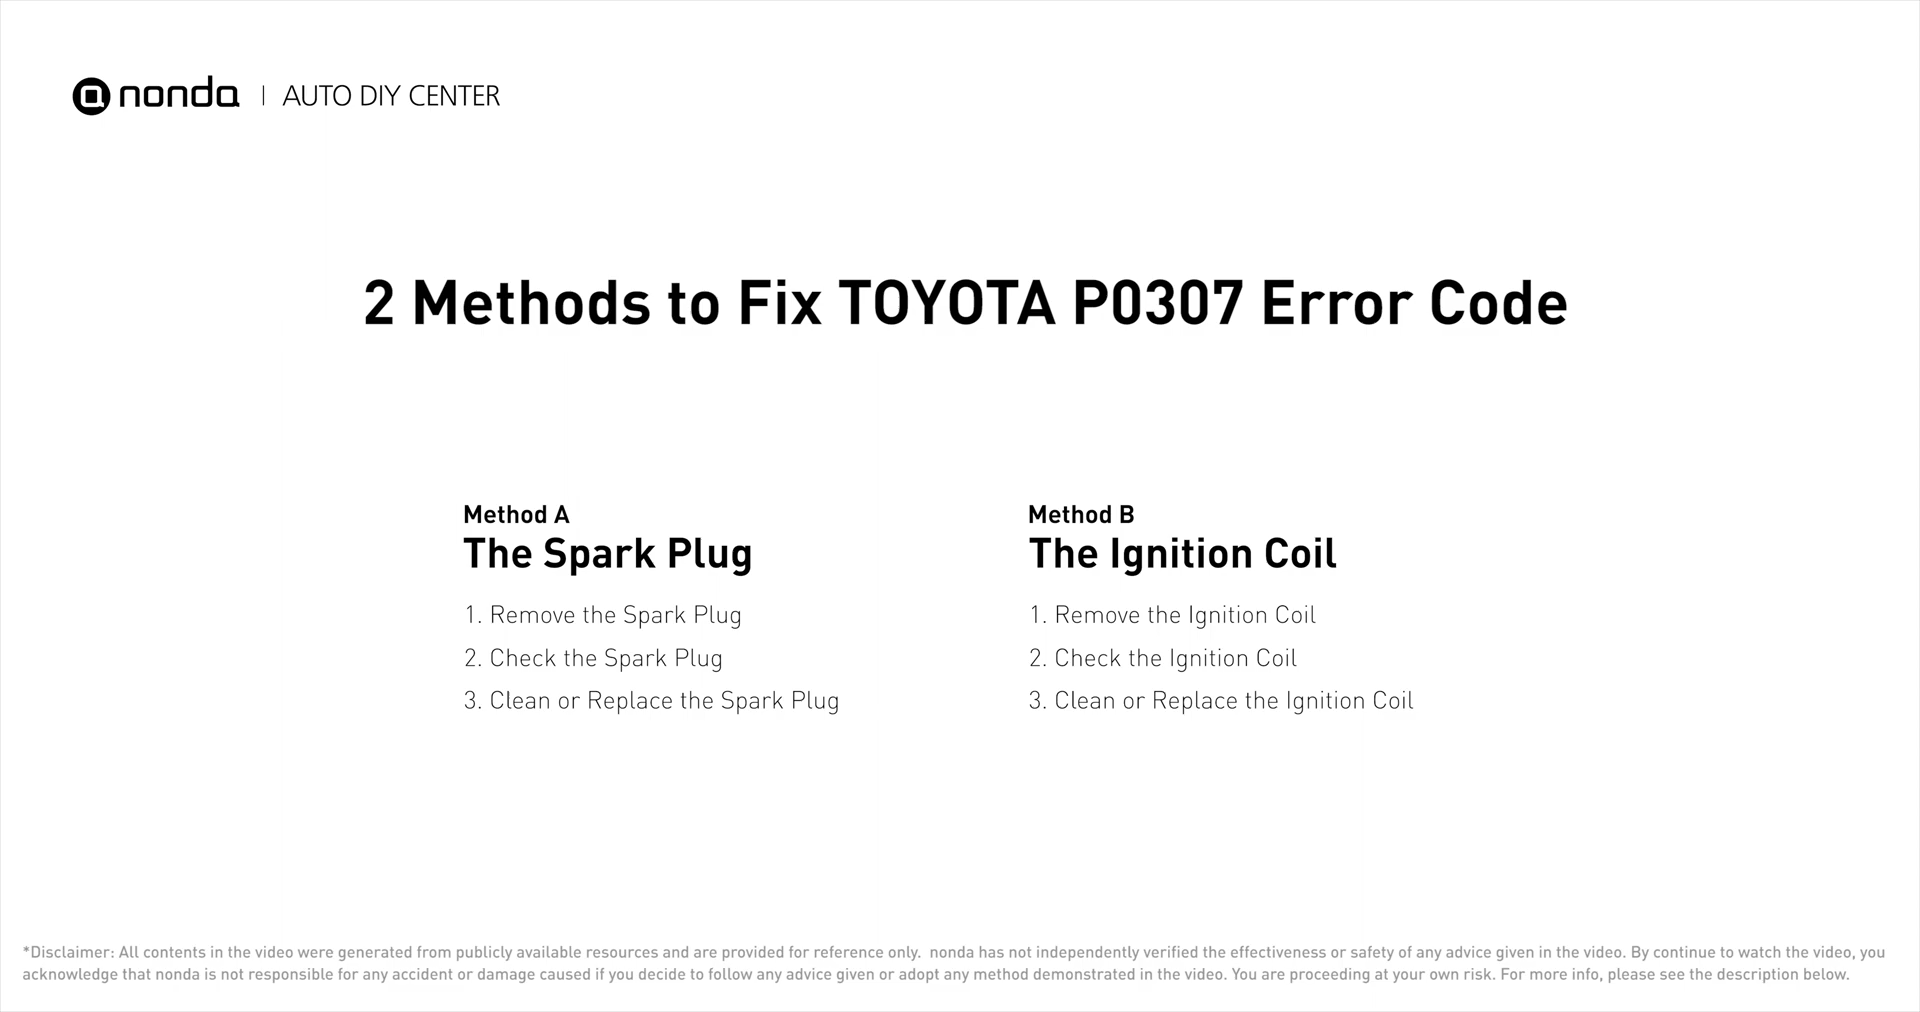 nonda | AUTO DIY CENTER
2 Methods to Fix TOYOTA P0307 Error Code
Method A
The Spark Plug
1. Remove the Spark Plug
2. Check the Spark Plug
3. Clean or Replace the Spark Plug
Method B
The Ignition Coil
1. Remove the Ignition Coil
2. Check the Ignition Coil
3. Clean or Replace the Ignition Coil
*Disclaimer: All contents in the video were generated from publicly available resources and are provided for reference only. nonda has not independently verified the effectiveness or safety of any advice given in the video. By continue to watch the video, you
acknowledge that nonda is not responsible for any accident or damage caused if you decide to follow any advice given or adopt any method demonstrated in the video. You are proceeding at your own risk. For more info, please see the description below.